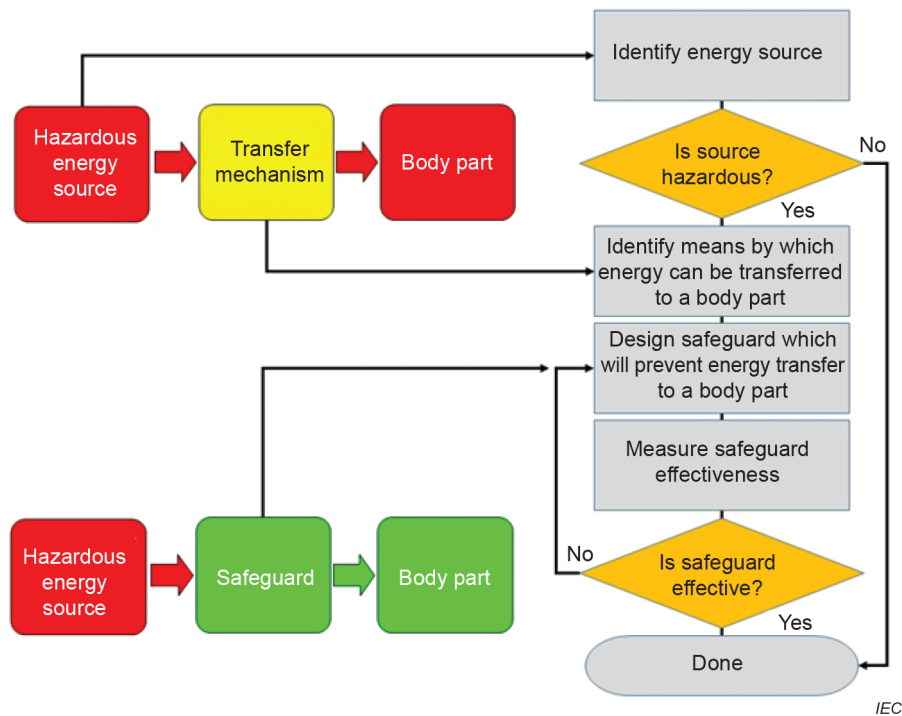 Identify energy source
Hazardous
energy
source
Transfer
mechanism
Body part
Is source
hazardous?
No
Yes
Identify means by which
energy can be transferred
to a body part
Design safeguard which
will prevent energy transfer
to a body part
Measure safeguard
effectiveness
Hazardous
energy
source
Safeguard
Body part
No
Is safeguard
effective?
Yes
Done
IEC